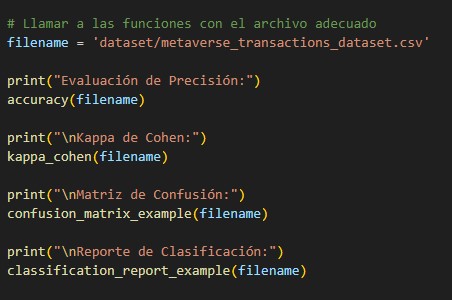 # Llamar a las funciones con el archivo adecuado
filename = 'dataset/metaverse_transactions_dataset.csv'
print("Evaluación de Precisión:")
accuracy(filename)
print("\nKappa de Cohen:")
kappa_cohen(filename)
print("\nMatriz de Confusión:")
confusion_matrix_example(filename)
print("\nReporte de Clasificación:")
classification_report_example(filename)